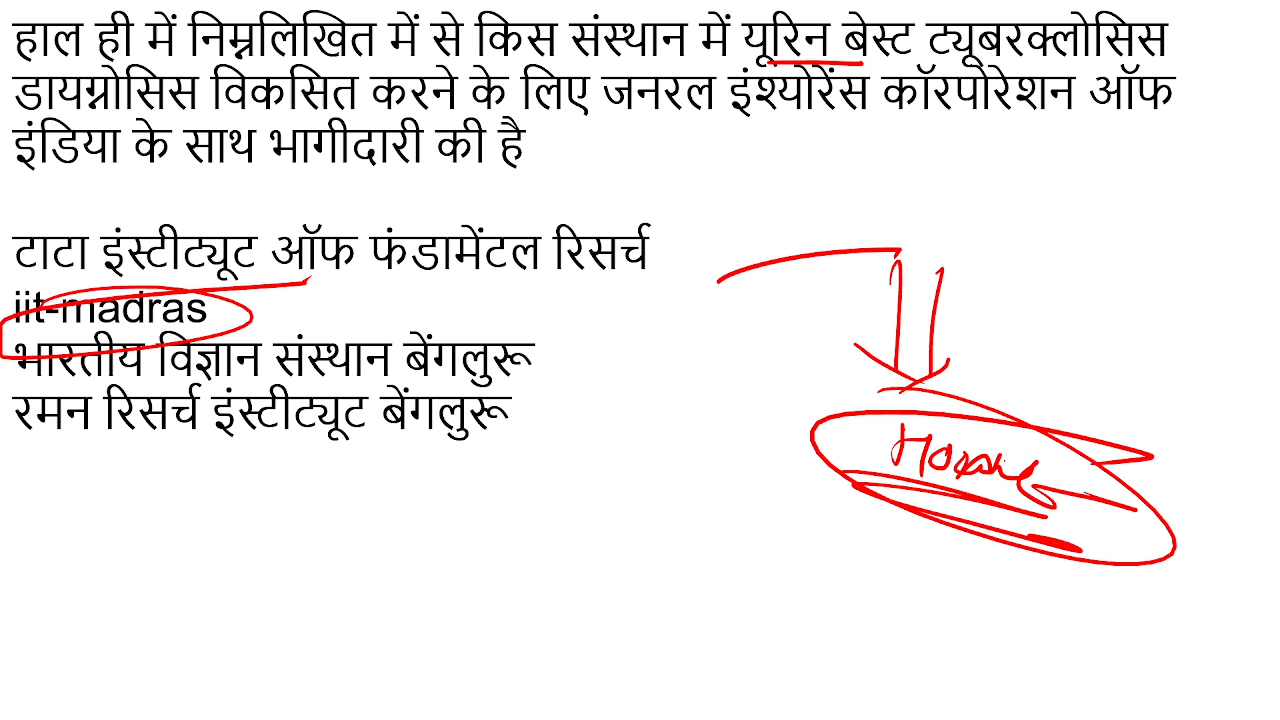 हाल ही में निम्नलिखित में से किस संस्थान में यूरिन बेस्ट ट्यूबरक्लोसिस
डायग्नोसिस विकसित करने के लिए जनरल इंश्योरेंस कॉरपोरेशन ऑफ
इंडिया के साथ भागीदारी की है
टाटा इंस्टीट्यूट ऑफ फंडामेंटल रिसर्च
iit-madras
भारतीय विज्ञान संस्थान बेंगलुरू
रमन रिसर्च इंस्टीट्यूट बेंगलुरू